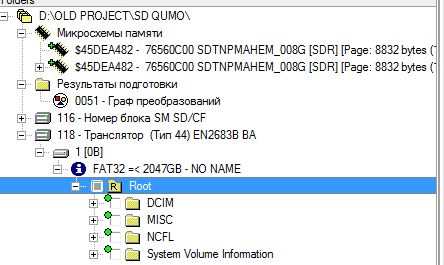 D:\OLD PROJECT\SD QUMO\
Микросхемы памяти
$45DEA482 - 76560C00 SDTNPMAHEM_008G [SDR] [Page: 8832 bytes (
$45DEA482 - 76560C00 SDTNPMAHEM_008G [SDR] [Page: 8832 bytes (
Результаты подготовки
0051 - Граф преобразований
116 - Номер блока SM SD/CF
118 - Транслятор (Тип 44) EN2683B BA
1 [0B]
FAT32 =< 2047GB - NO NAME
R Root
DCIM
MISC
NCFL
System Volume Information